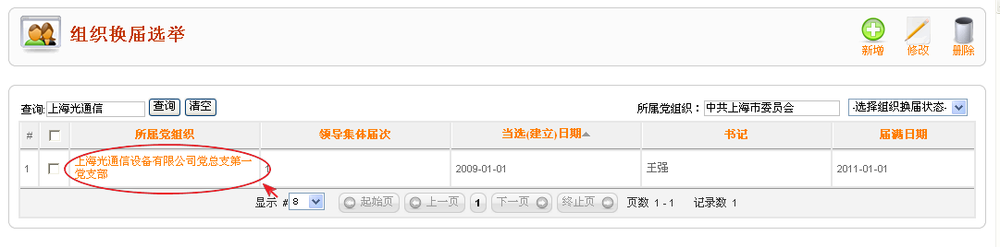 组织换届选举
新增 修改 删除
查询: 上海光通信 查询 清空 所属党组织： 中共上海市委员会 -选择组织换届状态-
# 所属党组织 领导集体届次 当选(建立)日期 书记 届满日期
1 上海光通信设备有限公司党总支第一 1 2009-01-01 王强 2011-01-01
党支部
显示 # 8 起始页 上一页 1 下一页 终止页 页数 1 - 1 记录数 1